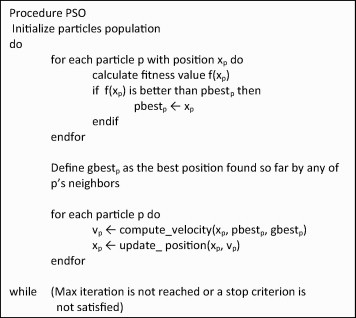 Procedure PSO
Initialize particles population
do
for each particle p with position xₚ do
calculate fitness value f(xₚ)
if f(xₚ) is better than pbestₚ then
pbestₚ ← xₚ
endif
endfor
Define gbestₚ as the best position found so far by any of
p's neighbors
for each particle p do
vₚ ← compute_velocity(xₚ, pbestₚ, gbestₚ)
xₚ ← update_ position(xₚ, vₚ)
endfor
while (Max iteration is not reached or a stop criterion is
not satisfied)